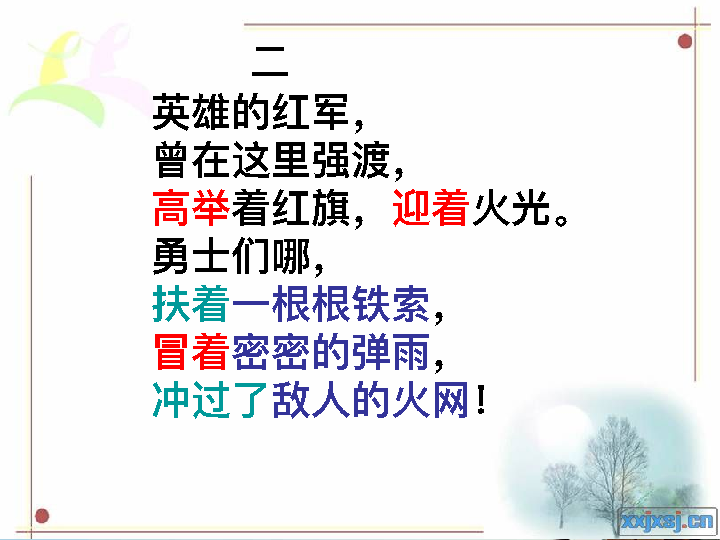 二
英雄的红军，
曾在这里强渡，
高举着红旗，迎着火光。
勇士们哪，
扶着一根根铁索，
冒着密密的弹雨，
冲过了敌人的火网！
xxjxsj.cn